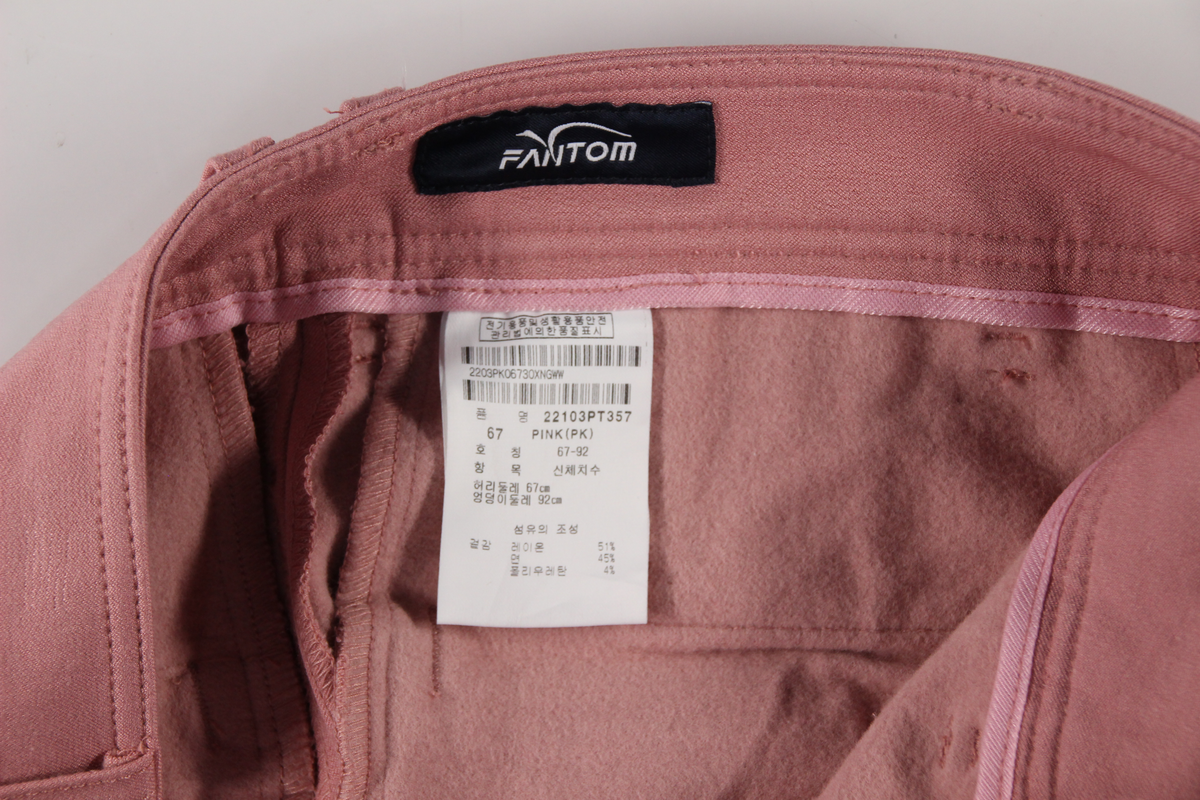 FANTOM
전기용품및생활용품안전
관리법에의한품질표시
2203PK06730XNGWW
품 명 22103PT357
67 PINK(PK)
호 칭 67-92
항 목 신체치수
허리둘레 67cm
엉덩이둘레 92cm
섬유의 조성
겉감 레이온 51%
면 45%
폴리우레탄 4%